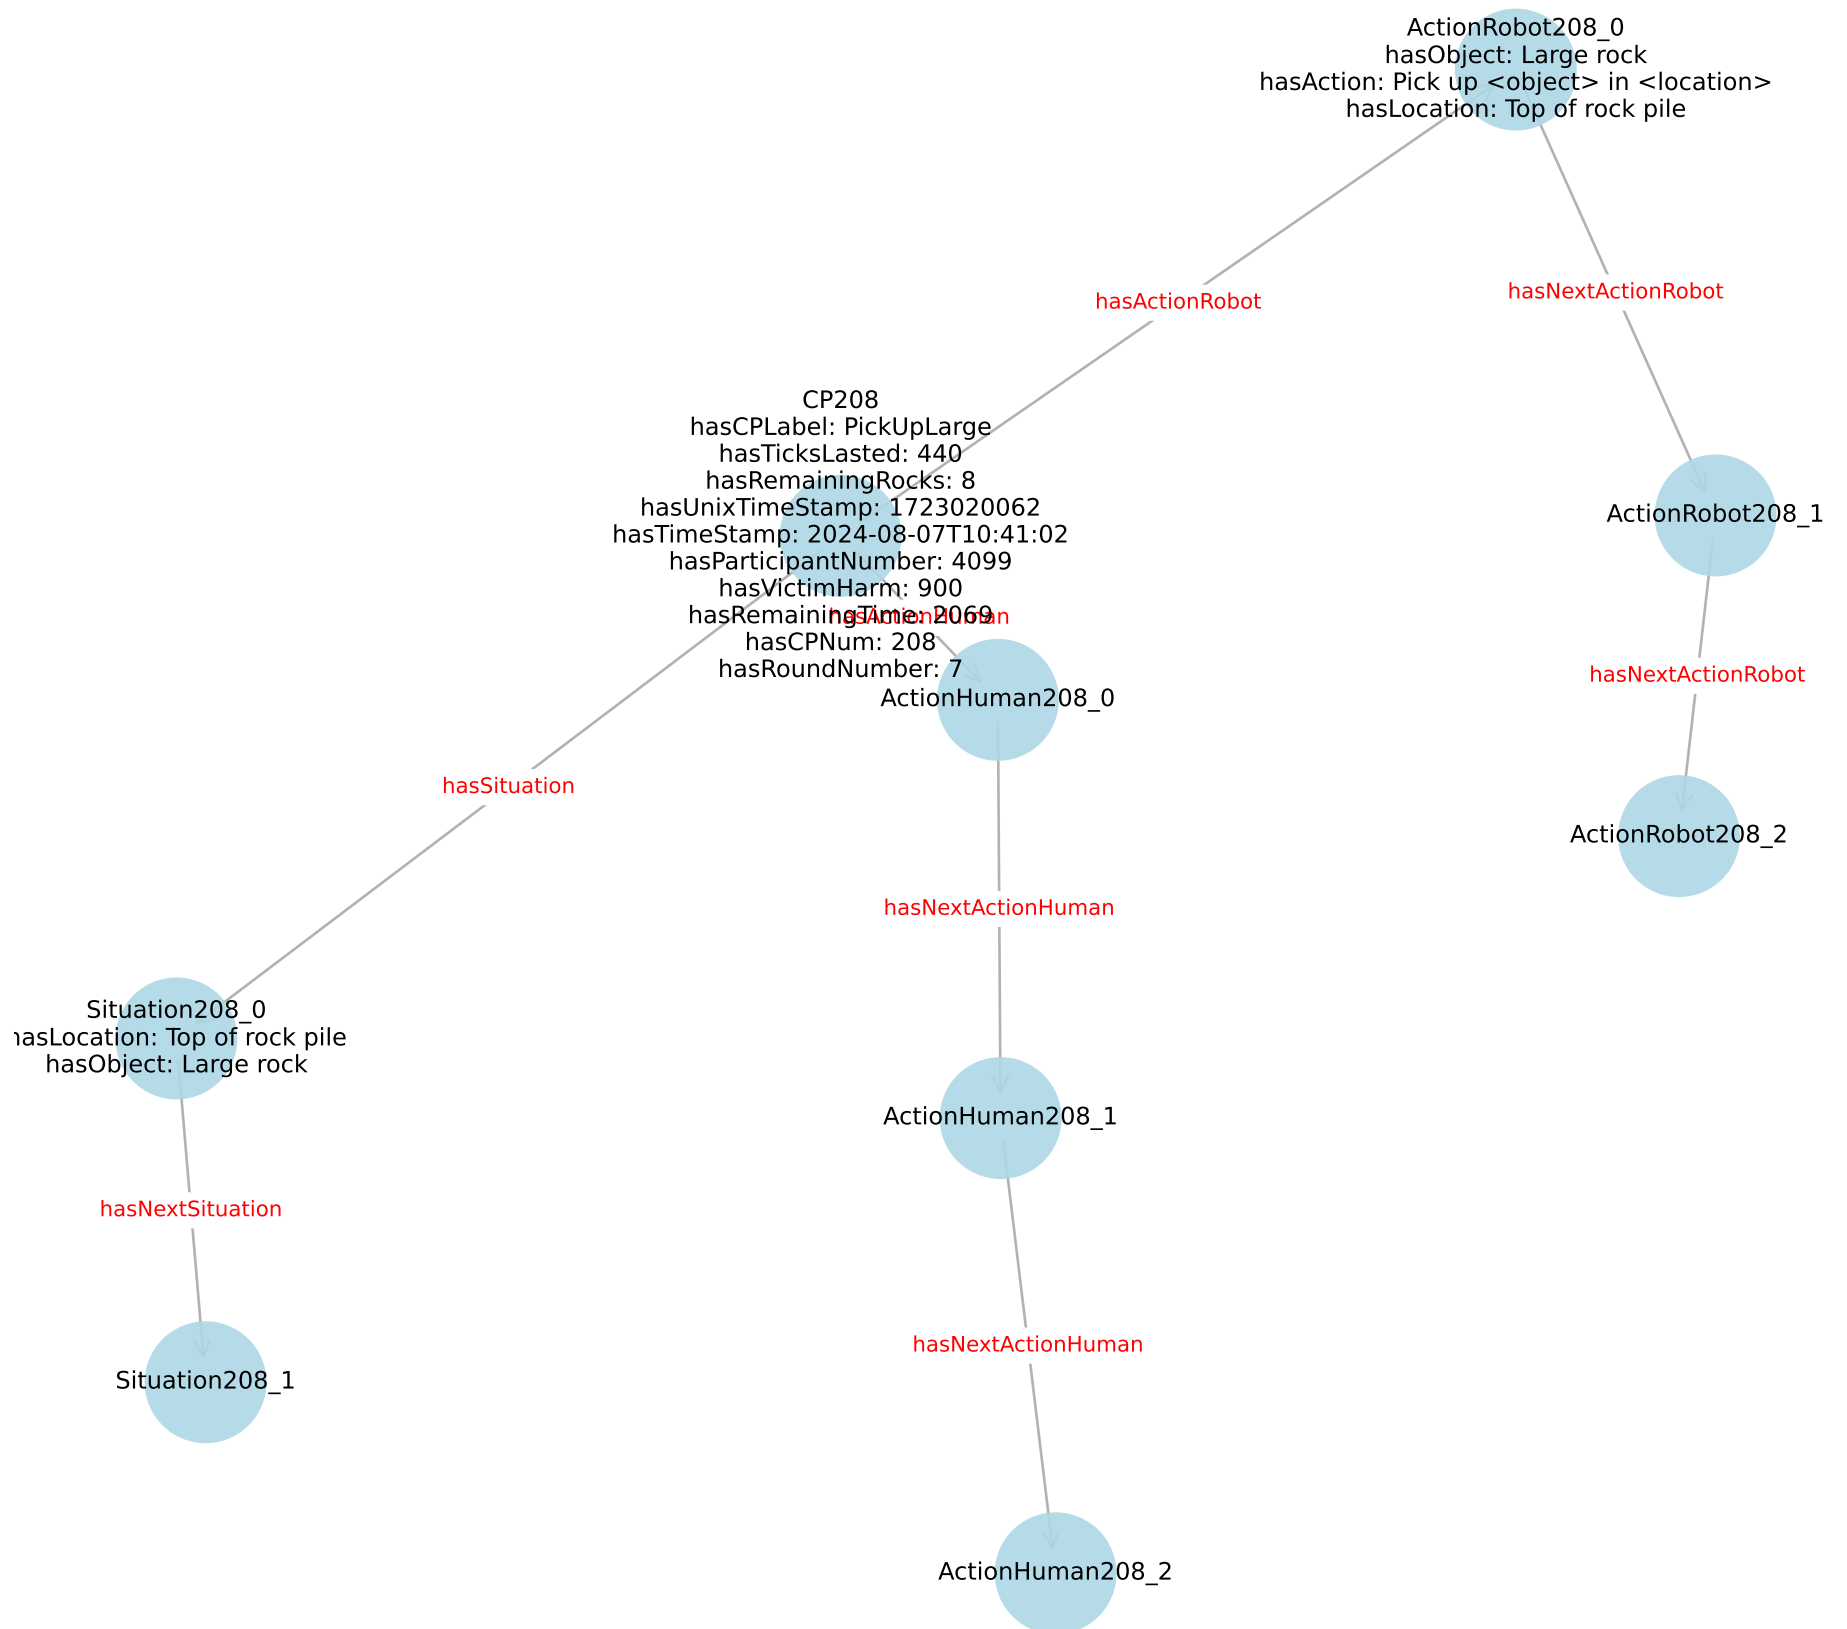 ActionRobot208_0
hasObject: Large rock
hasAction: Pick up <object> in <location>
hasLocation: Top of rock pile
hasActionRobot
hasNextActionRobot
CP208
hasCPLabel: PickUpLarge
hasTicksLasted: 440
hasRemainingRocks: 8
hasUnixTimeStamp: 1723020062
hasTimeStamp: 2024-08-07T10:41:02
hasParticipantNumber: 4099
hasVictimHarm: 900
hasRemainingTime: 2069
hasCPNum: 208
hasRoundNumber: 7
hasActionHuman
ActionRobot208_1
hasNextActionRobot
ActionHuman208_0
hasSituation
ActionRobot208_2
hasNextActionHuman
Situation208_0
hasLocation: Top of rock pile
hasObject: Large rock
ActionHuman208_1
hasNextSituation
hasNextActionHuman
Situation208_1
ActionHuman208_2